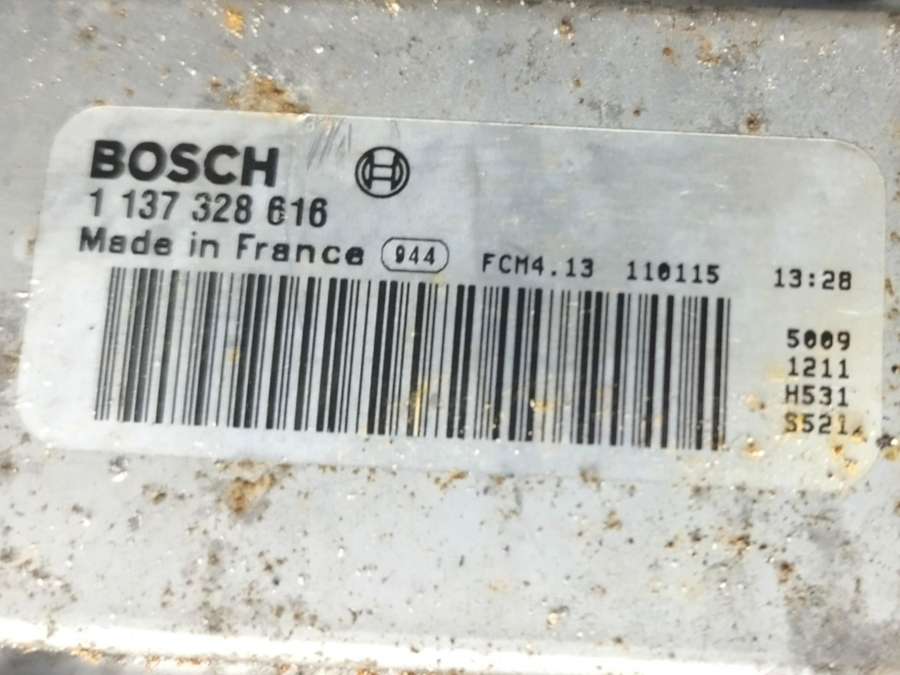 BOSCH
1 137 328 616
Made in France 944 FCM4.13 110115 13:28
5009
1211
H531
S521